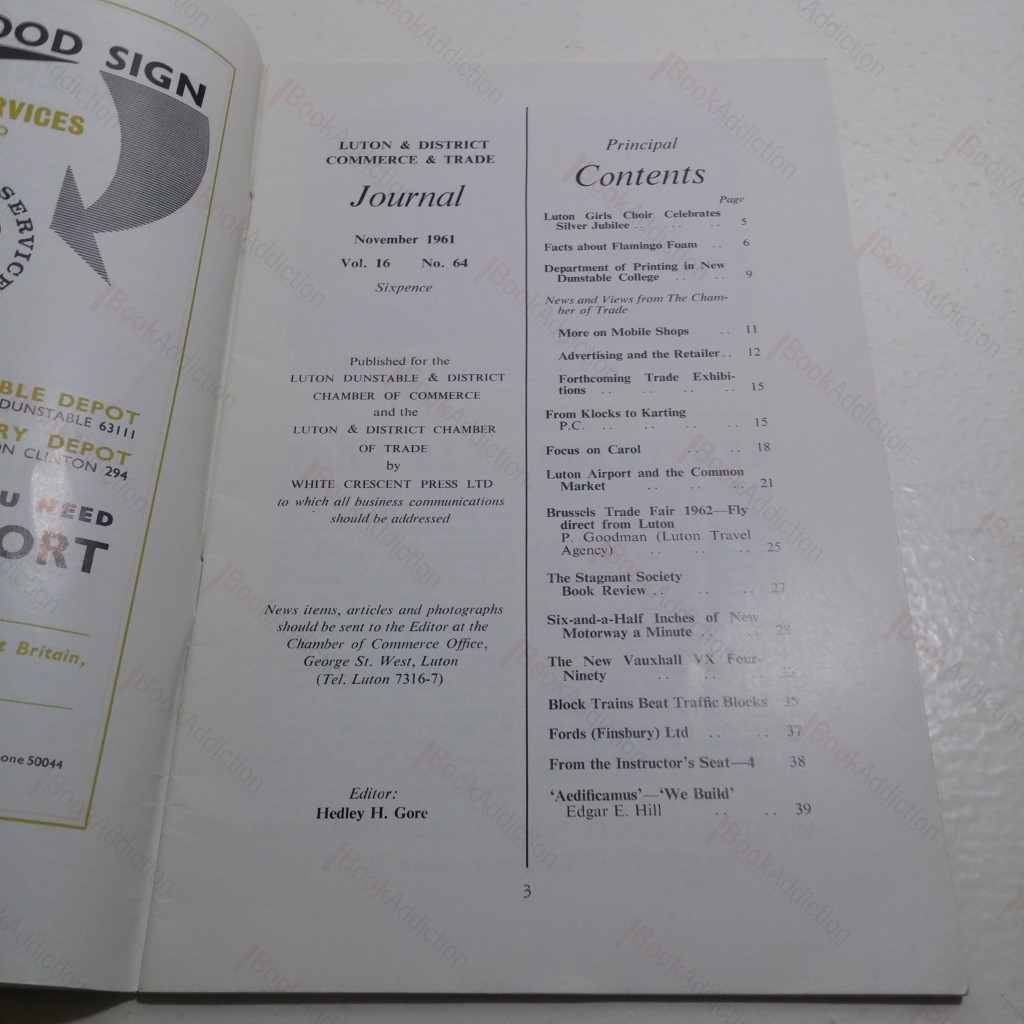 OOD SIGN
RVICES
SERVICE
BLE DEPOT
DUNSTABLE 63111
RY DEPOT
ON CLINTON 294
U NEED
ORT
t Britain,
one 50044
LUTON & DISTRICT
COMMERCE & TRADE
Journal
November 1961
Vol. 16 No. 64
Sixpence
Published for the
LUTON DUNSTABLE & DISTRICT
CHAMBER OF COMMERCE
and the
LUTON & DISTRICT CHAMBER
OF TRADE
by
WHITE CRESCENT PRESS LTD
to which all business communications
should be addressed
News items, articles and photographs
should be sent to the Editor at the
Chamber of Commerce Office,
George St. West, Luton
(Tel. Luton 7316-7)
Editor:
Hedley H. Gore
Principal
Contents
Page
Luton Girls Choir Celebrates
Silver Jubilee .. .. .. 5
Facts about Flamingo Foam .. 6
Department of Printing in New
Dunstable College .. .. 9
News and Views from The Cham-
ber of Trade
More on Mobile Shops .. 11
Advertising and the Retailer .. 12
Forthcoming Trade Exhibi-
tions .. .. .. .. 15
From Klocks to Karting
P.C. .. .. .. .. 15
Focus on Carol .. .. 18
Luton Airport and the Common
Market .. .. .. 21
Brussels Trade Fair 1962—Fly
direct from Luton
P. Goodman (Luton Travel
Agency) .. .. .. 25
The Stagnant Society
Book Review .. .. .. 27
Six-and-a-Half Inches of New
Motorway a Minute .. .. 28
The New Vauxhall VX Four-
Ninety .. .. ..
Block Trains Beat Traffic Blocks 35
Fords (Finsbury) Ltd .. .. 37
From the Instructor's Seat—4 38
'Aedificamus'—'We Build'
Edgar E. Hill .. .. 39
3
BookAddiction